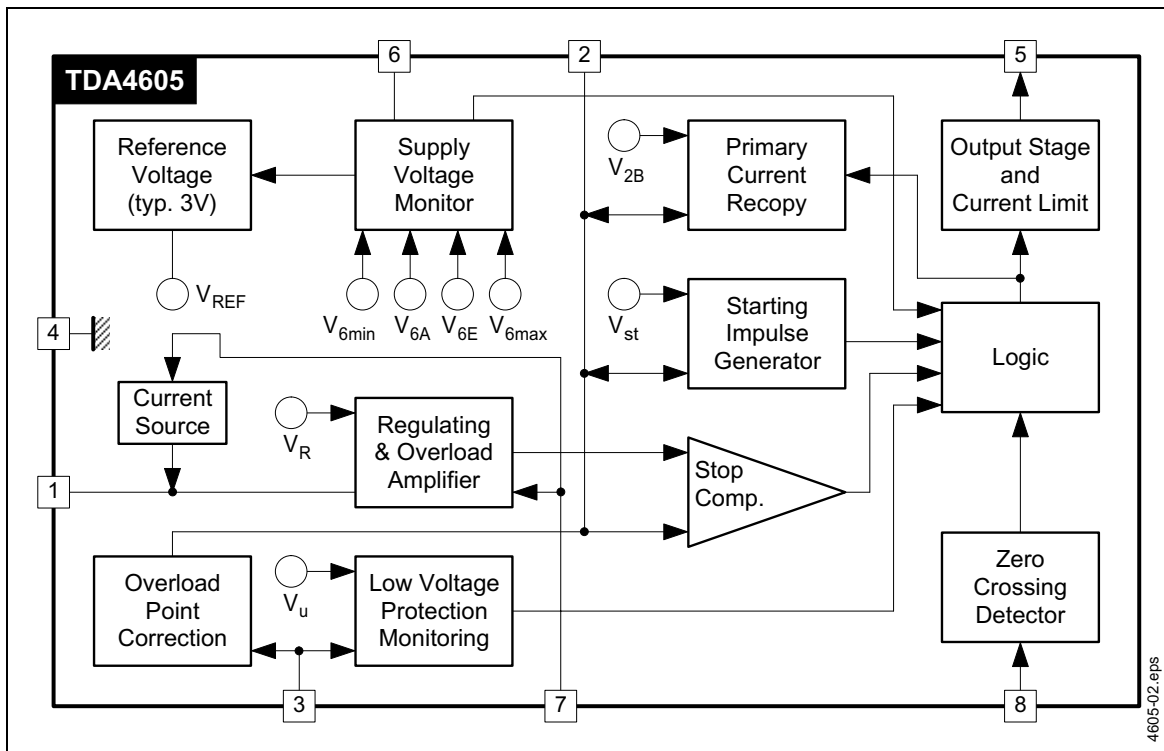 6
2
5
TDA4605
Reference
Voltage
(typ. 3V)
Supply
Voltage
Monitor
V2B
Primary
Current
Recopy
Output Stage
and
Current Limit
VREF
V6min
V6A
V6E
V6max
Vst
Starting
Impulse
Generator
Logic
4
Current
Source
VR
Regulating
& Overload
Amplifier
Stop
Comp.
1
Overload
Point
Correction
Vu
Low Voltage
Protection
Monitoring
Zero
Crossing
Detector
3
7
8
4605-02.eps